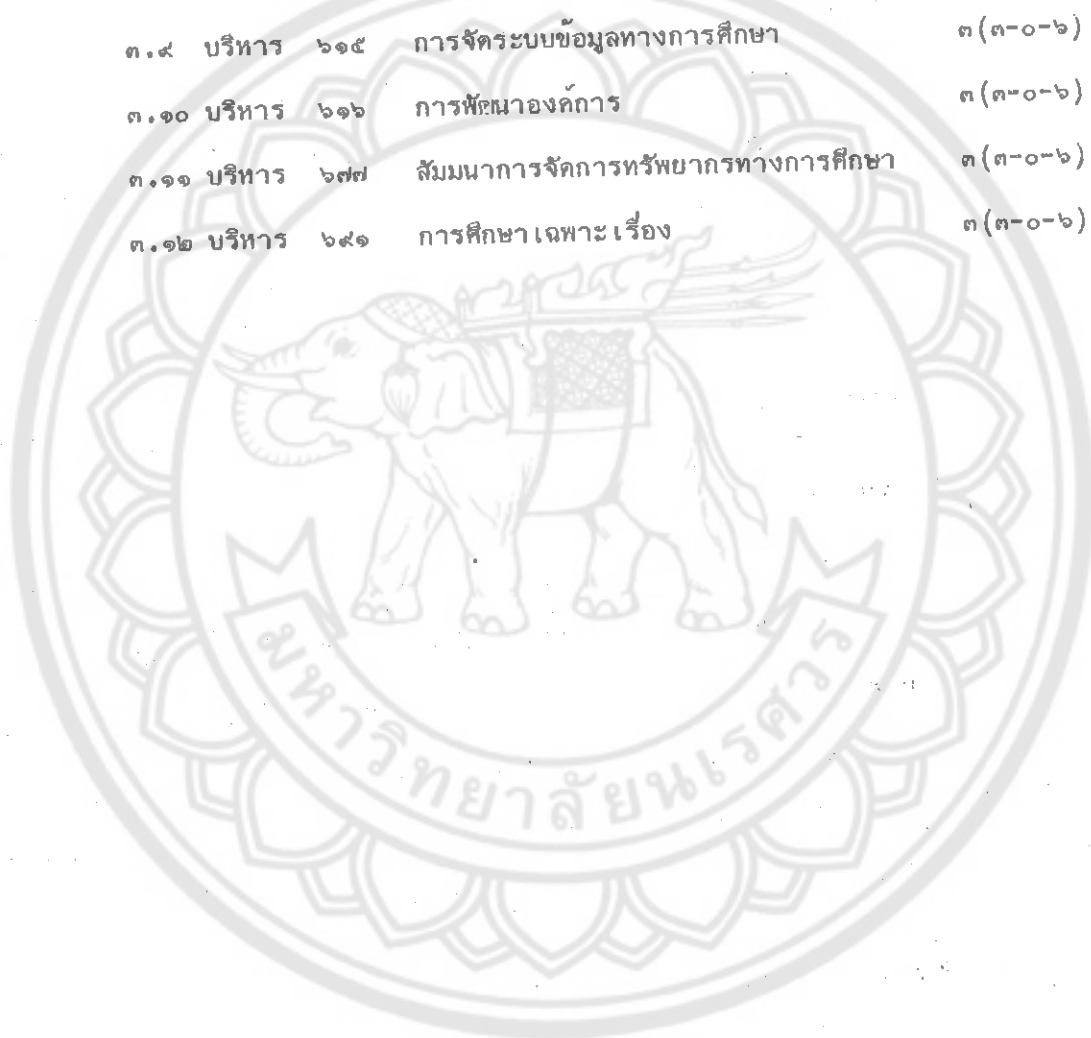 ๓.๙ บริหาร ๖๑๕ การจัดระบบข้อมูลทางการศึกษา ๓(๓-๐-๖)
๓.๑๐ บริหาร ๖๑๖ การพัฒนาองค์การ ๓(๓-๐-๖)
๓.๑๑ บริหาร ๖๗๗ สัมมนาการจัดการทรัพยากรทางการศึกษา ๓(๓-๐-๖)
๓.๑๒ บริหาร ๖๙๑ การศึกษาเฉพาะเรื่อง ๓(๓-๐-๖)
มหาวิทยาลัยนเรศวร